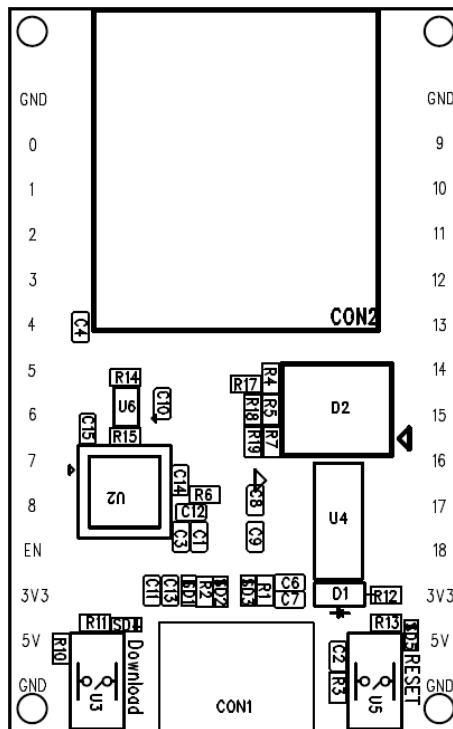 GND GND
0 9
1 10
2 11
3 12
CON2
4 C4 13
5 R14 R17 R4 14
6 U6 C10 R18 R5 D2 15
C15 R15 R19 R7
7 C14 16
8 U2 R6 C8 U4 17
C12
EN C3 C1 C9 18
3V3 C11 C13 SD1 R2 SD2 SD3 R1 C6 D1 R12 3V3
C7
R11 SD4 R13 SD5
5V R10 Download C2 5V
GND U3 R3 U5 RESET GND
CON1